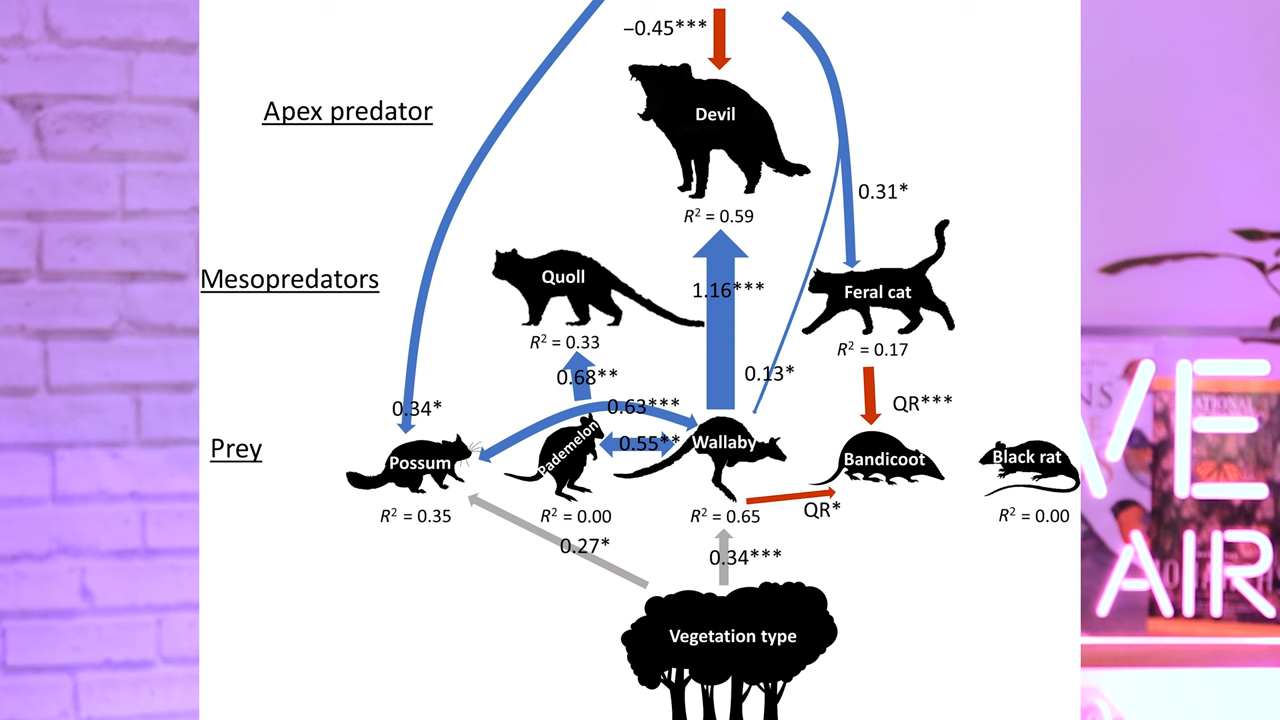 −0.45***
Apex predator
Devil
0.31*
R² = 0.59
Mesopredators
Quoll
1.16***
Feral cat
R² = 0.33
R² = 0.17
0.68**
0.13*
0.34*
0.63***
QR***
Prey
Possum
Pademelon
0.55**
Wallaby
Bandicoot
Black rat
R² = 0.35
R² = 0.00
R² = 0.65
QR*
R² = 0.00
0.27*
0.34***
Vegetation type
VE
AIR